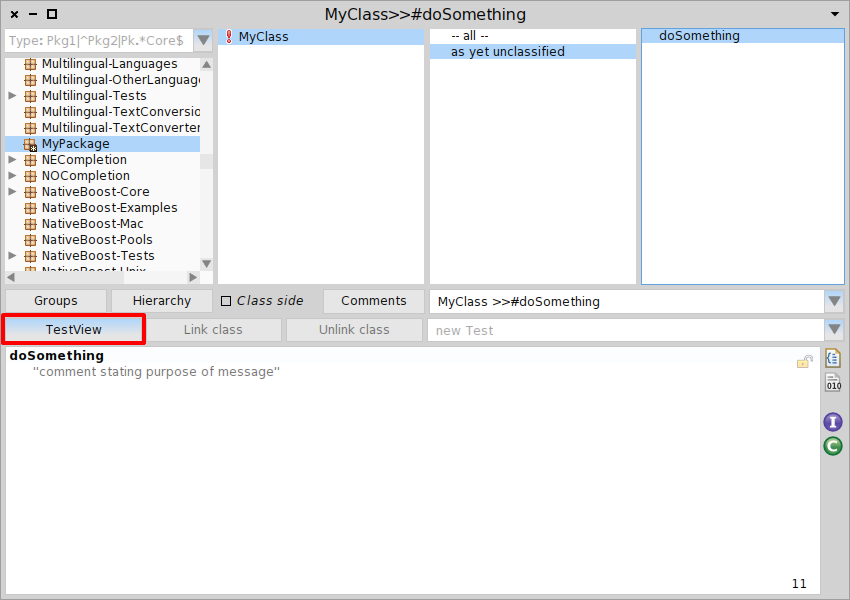 MyClass>>#doSomething
Type: Pkg1|^Pkg2|Pk.*Core$
Multilingual-Languages
Multilingual-OtherLanguage
Multilingual-Tests
Multilingual-TextConversio
Multilingual-TextConverter
MyPackage
NECompletion
NOCompletion
NativeBoost-Core
NativeBoost-Examples
NativeBoost-Mac
NativeBoost-Pools
NativeBoost-Tests
NativeBoost-Unix
MyClass
-- all --
as yet unclassified
doSomething
Groups
Hierarchy
Class side
Comments
MyClass >>#doSomething
TestView
Link class
Unlink class
new Test
doSomething
"comment stating purpose of message"
010
I
C
11